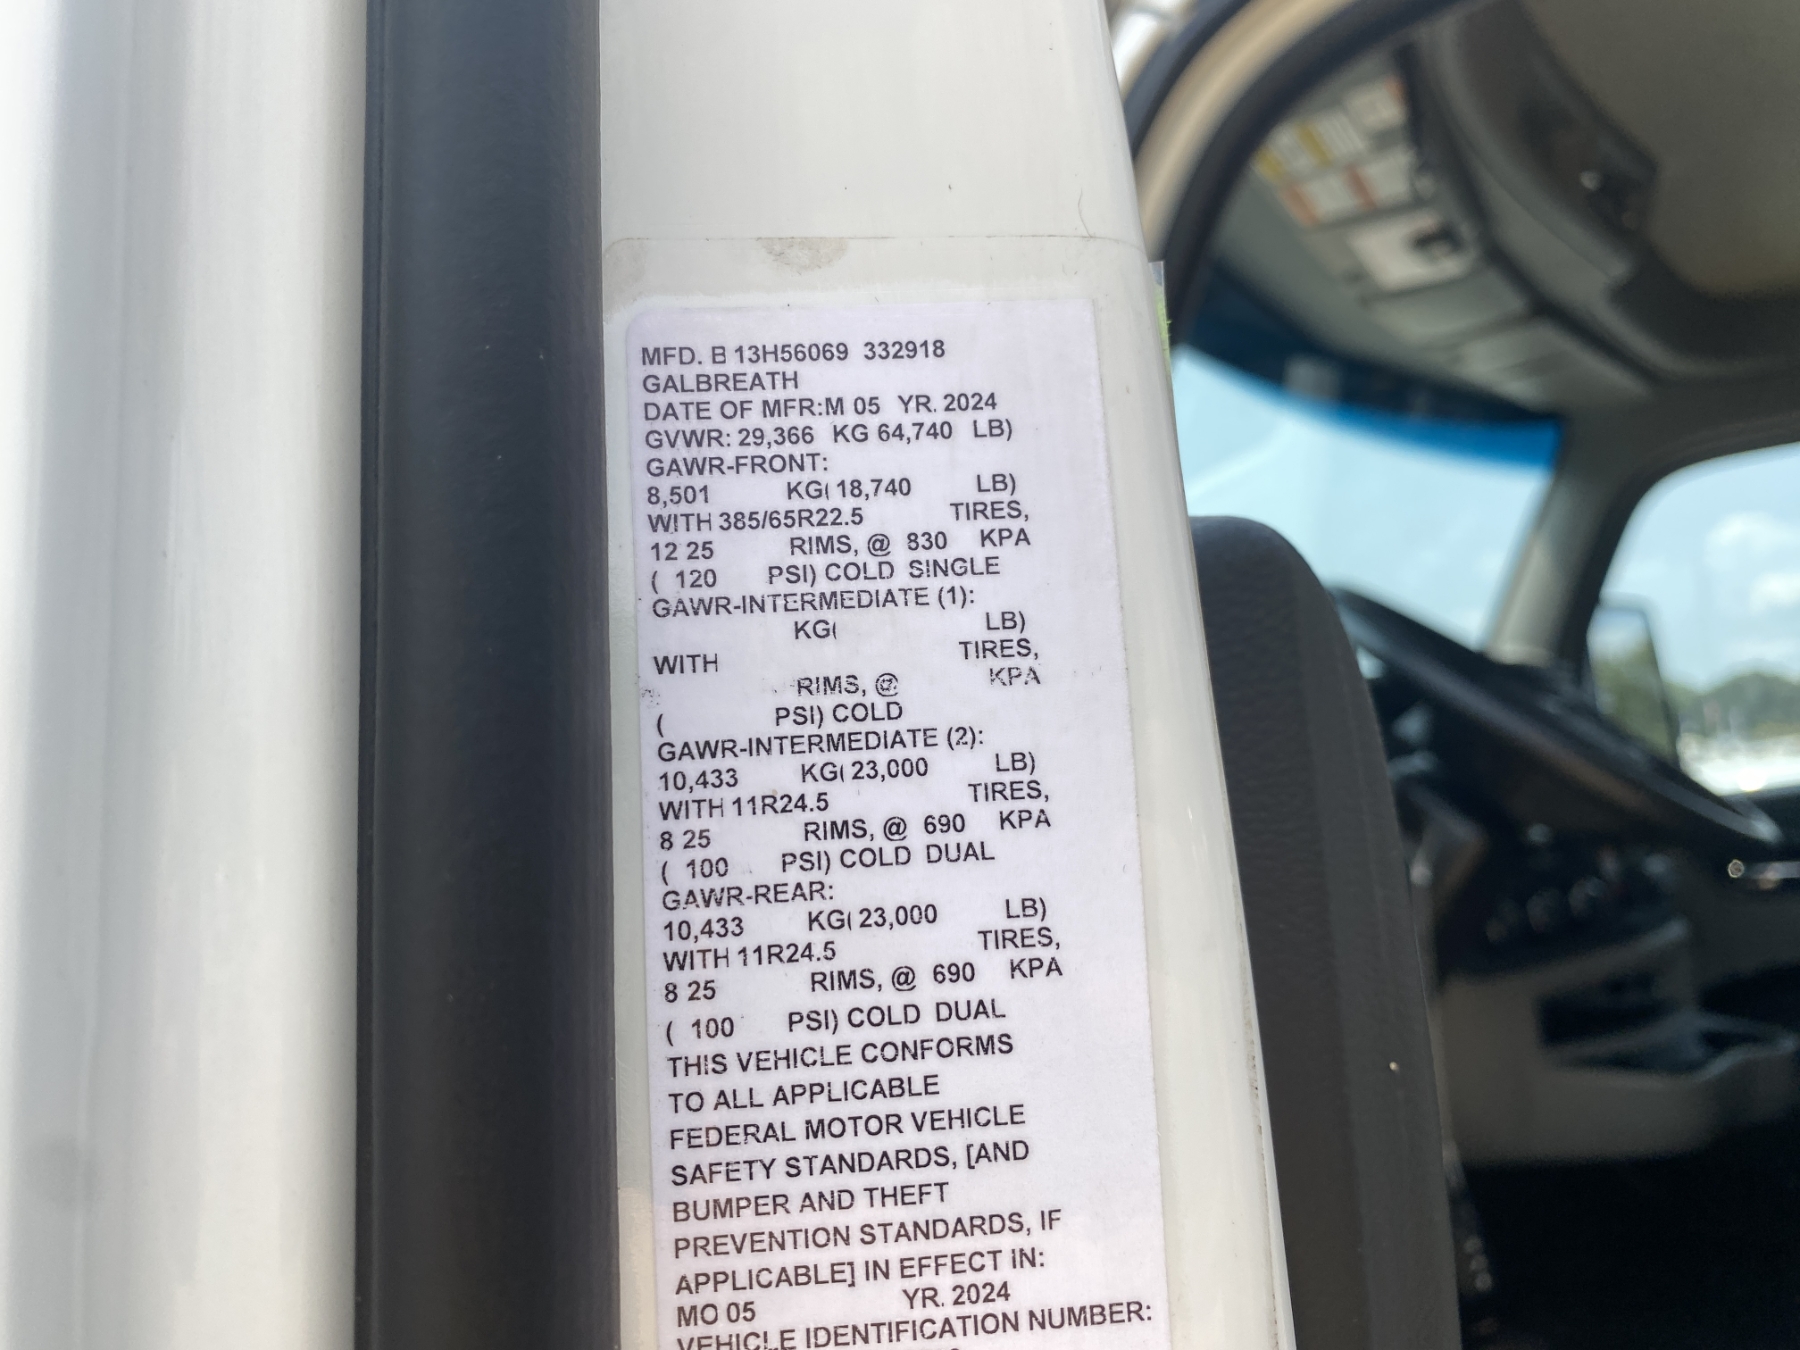 MFD. B 13H56069 332918
GALBREATH
DATE OF MFR:M 05 YR. 2024
GVWR: 29,366 KG 64,740 LB)
GAWR-FRONT:
8,501 KG( 18,740 LB)
WITH 385/65R22.5 TIRES,
12 25 RIMS, @ 830 KPA
( 120 PSI) COLD SINGLE
GAWR-INTERMEDIATE (1):
KG( LB)
WITH TIRES,
RIMS, @ KPA
( PSI) COLD
GAWR-INTERMEDIATE (2):
10,433 KG( 23,000 LB)
WITH 11R24.5 TIRES,
8 25 RIMS, @ 690 KPA
( 100 PSI) COLD DUAL
GAWR-REAR:
10,433 KG( 23,000 LB)
WITH 11R24.5 TIRES,
8 25 RIMS, @ 690 KPA
( 100 PSI) COLD DUAL
THIS VEHICLE CONFORMS
TO ALL APPLICABLE
FEDERAL MOTOR VEHICLE
SAFETY STANDARDS, [AND
BUMPER AND THEFT
PREVENTION STANDARDS, IF
APPLICABLE] IN EFFECT IN:
MO 05 YR. 2024
VEHICLE IDENTIFICATION NUMBER: